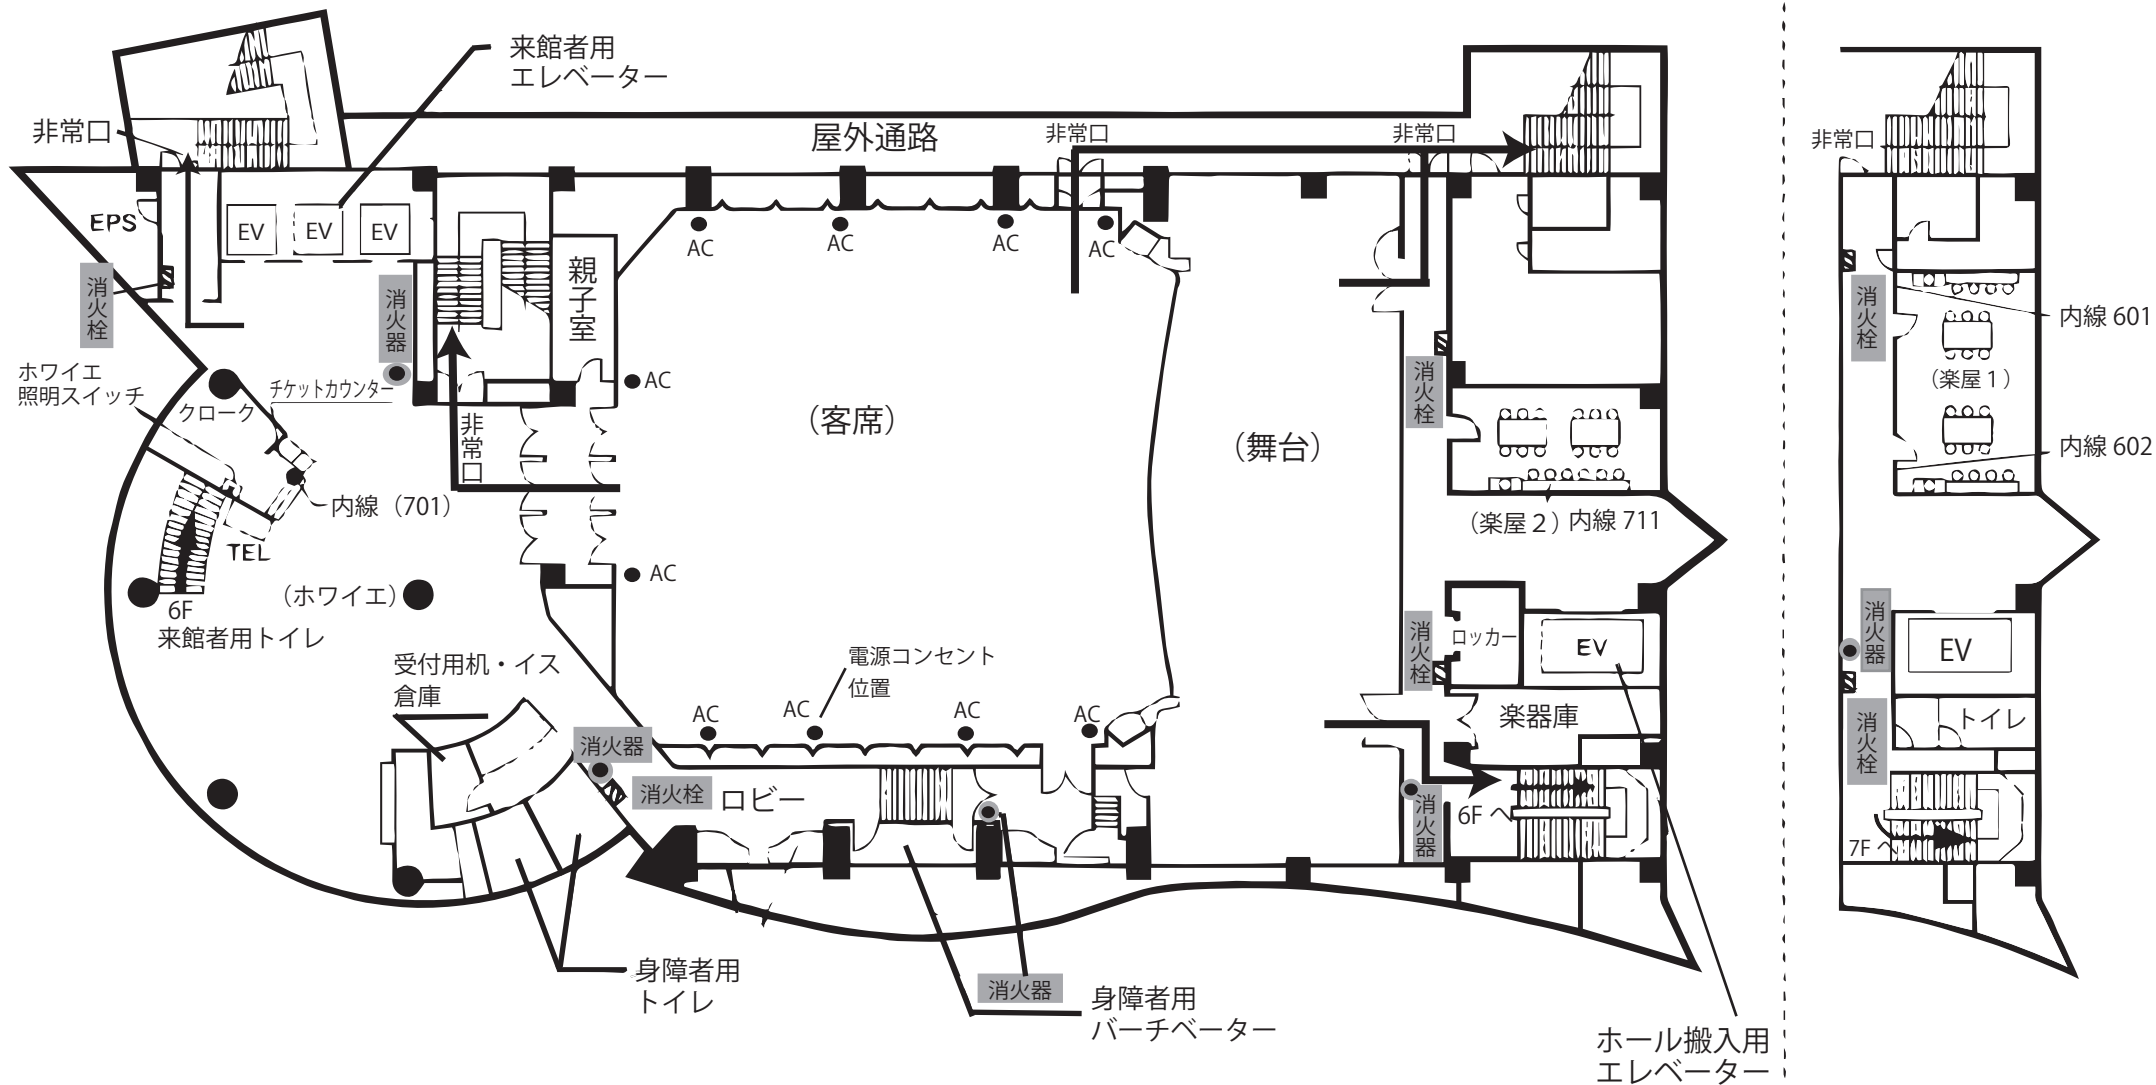 来館者用
エレベーター
非常口
屋外通路
非常口
非常口
非常口
EPS
EV
EV
EV
AC
AC
AC
AC
消火栓
消火器
親子室
消火栓
内線 601
ホワイエ
照明スイッチ
チケットカウンター
クローク
AC
非常口
(客席)
(舞台)
消火栓
(楽屋1)
内線 602
内線(701)
(楽屋2)
内線 711
TEL
AC
(ホワイエ)
6F
来館者用トイレ
消火栓
ロッカー
EV
消火器
EV
受付用机・イス
倉庫
電源コンセント
位置
AC
AC
AC
AC
消火器
楽器庫
消火栓
トイレ
消火栓
ロビー
消火器
6F へ
7F へ
身障者用
トイレ
消火器
身障者用
バーチベーター
ホール搬入用
エレベーター